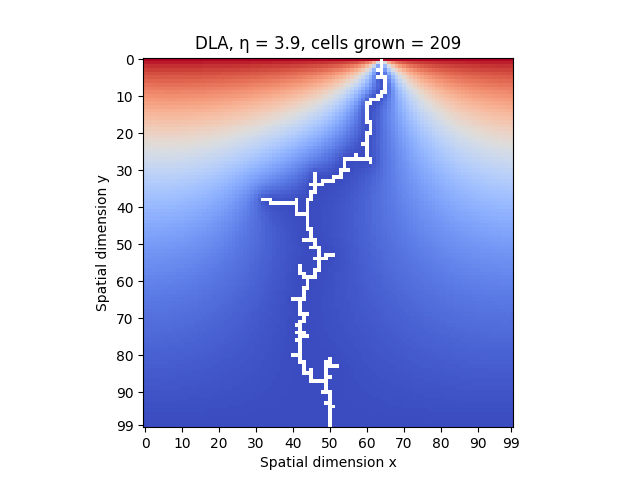 DLA, η = 3.9, cells grown = 209
0
10
20
30
40
50
60
70
80
90
99
Spatial dimension y
0 10 20 30 40 50 60 70 80 90 99
Spatial dimension x